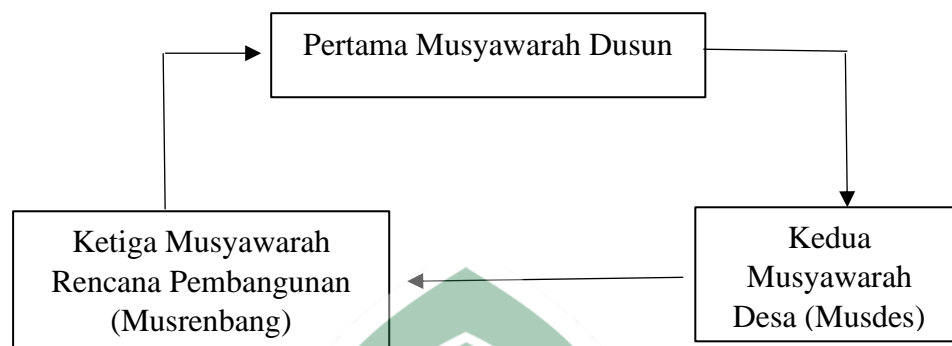 Pertama Musyawarah Dusun
Ketiga Musyawarah
Rencana Pembangunan
(Musrenbang)
Kedua
Musyawarah
Desa (Musdes)